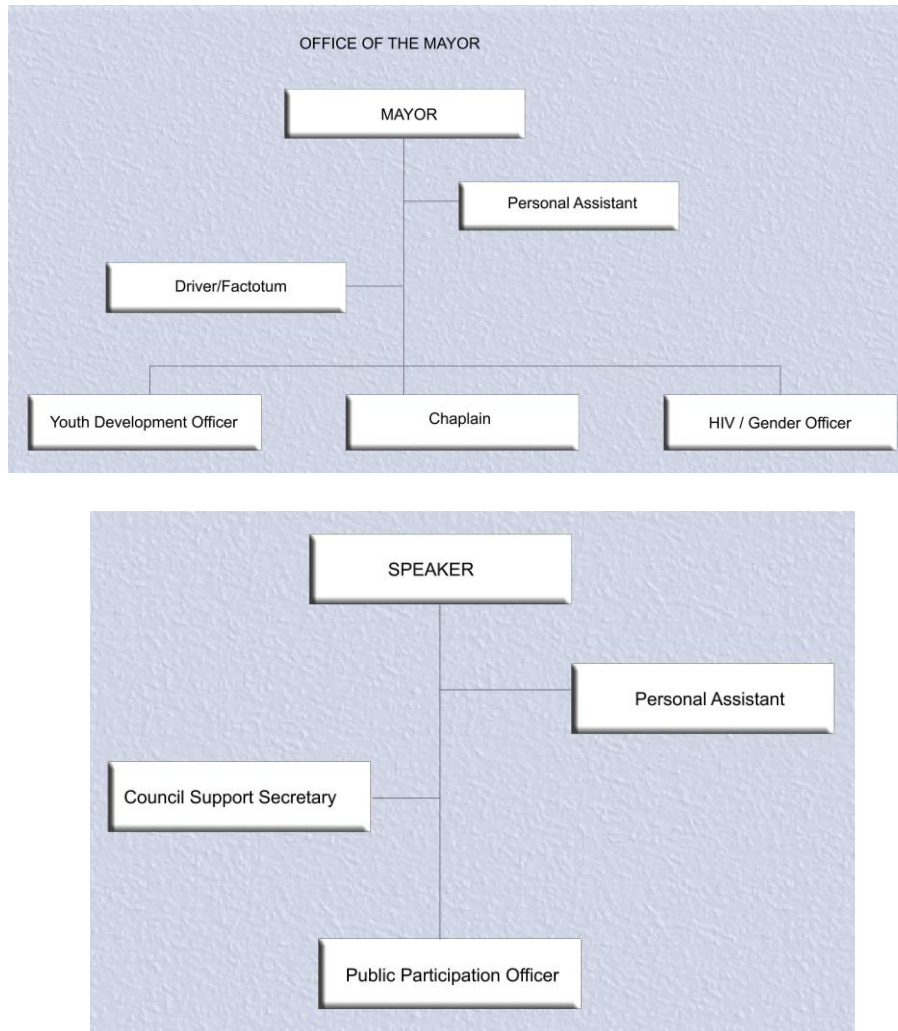 OFFICE OF THE MAYOR
MAYOR
Personal Assistant
Driver/Factotum
Youth Development Officer
Chaplain
HIV / Gender Officer
SPEAKER
Personal Assistant
Council Support Secretary
Public Participation Officer